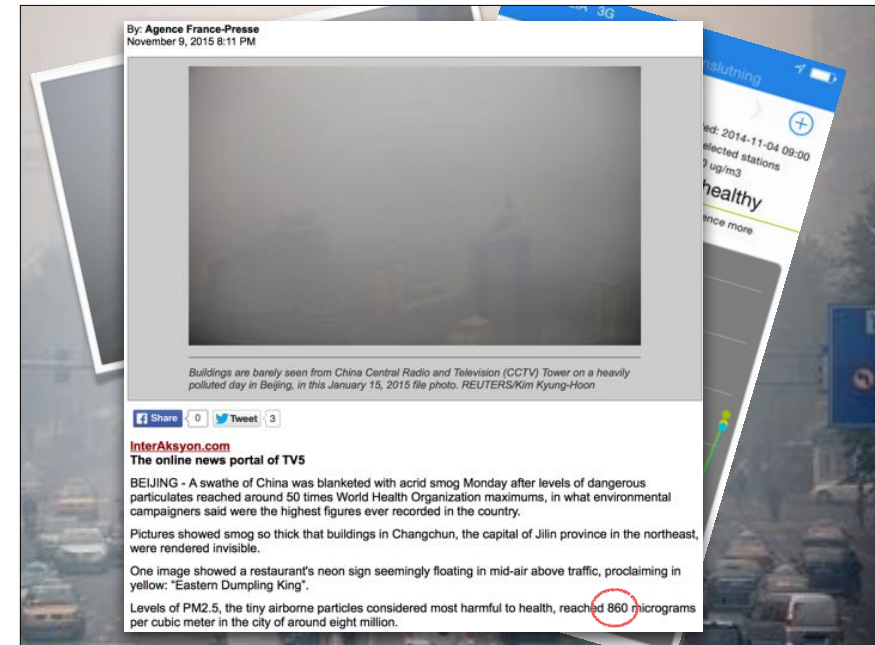 By: Agence France-Presse
November 9, 2015 8:11 PM
Buildings are barely seen from China Central Radio and Television (CCTV) Tower on a heavily
polluted day in Beijing, in this January 15, 2015 file photo. REUTERS/Kim Kyung-Hoon
Share 0 Tweet 3
InterAksyon.com
The online news portal of TV5
BEIJING - A swathe of China was blanketed with acrid smog Monday after levels of dangerous
particulates reached around 50 times World Health Organization maximums, in what environmental
campaigners said were the highest figures ever recorded in the country.
Pictures showed smog so thick that buildings in Changchun, the capital of Jilin province in the northeast,
were rendered invisible.
One image showed a restaurant's neon sign seemingly floating in mid-air above traffic, proclaiming in
yellow: "Eastern Dumpling King".
Levels of PM2.5, the tiny airborne particles considered most harmful to health, reached 860 micrograms
per cubic meter in the city of around eight million.
3G
nslutning
ed: 2014-11-04 09:00
elected stations
0 ug/m3
healthy
ence more
3